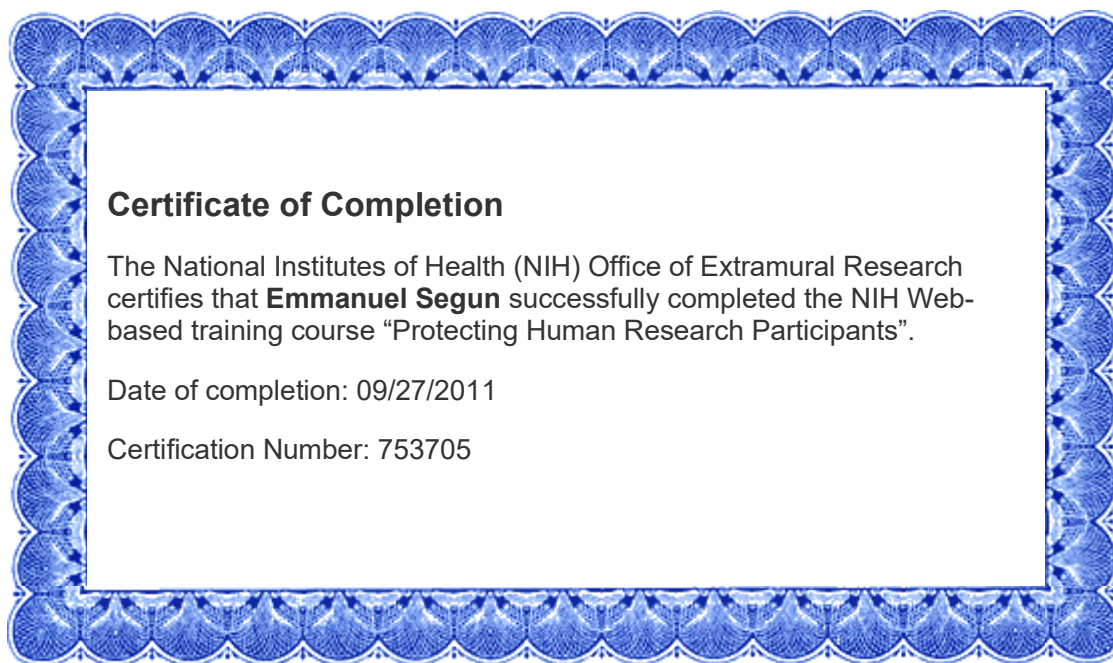 Certificate of Completion
The National Institutes of Health (NIH) Office of Extramural Research
certifies that Emmanuel Segun successfully completed the NIH Web-
based training course “Protecting Human Research Participants”.
Date of completion: 09/27/2011
Certification Number: 753705